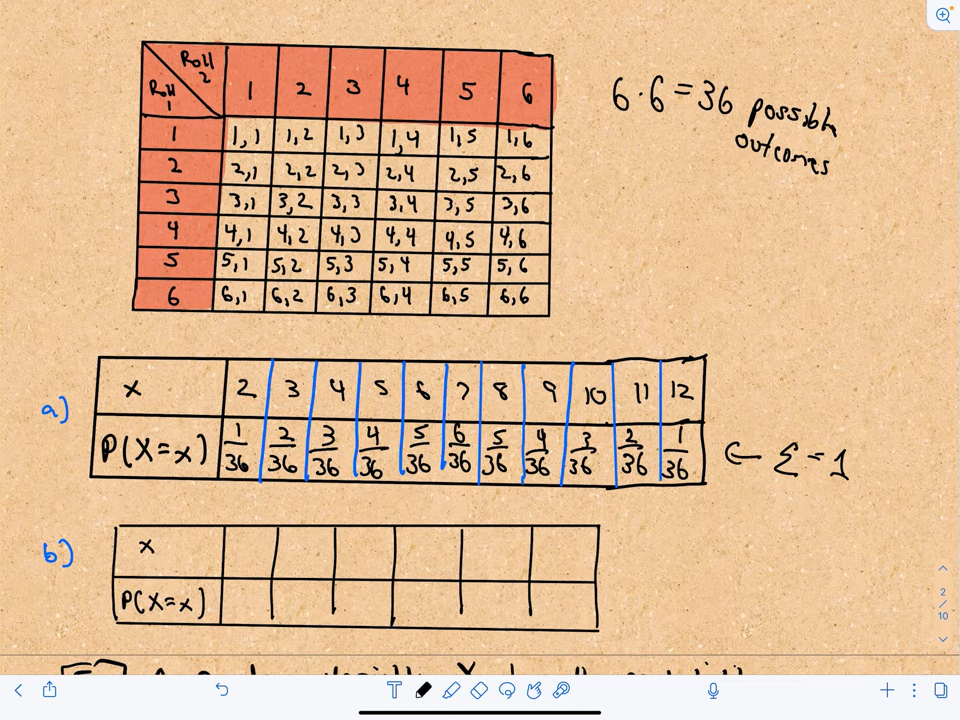 Roll 2
Roll 1
1 2 3 4 5 6
1 1,1 1,2 1,3 1,4 1,5 1,6
2 2,1 2,2 2,3 2,4 2,5 2,6
3 3,1 3,2 3,3 3,4 3,5 3,6
4 4,1 4,2 4,3 4,4 4,5 4,6
5 5,1 5,2 5,3 5,4 5,5 5,6
6 6,1 6,2 6,3 6,4 6,5 6,6
6·6=36 possible
outcomes
a)
x 2 3 4 5 6 7 8 9 10 11 12
P(X=x) 1/36 2/36 3/36 4/36 5/36 6/36 5/36 4/36 3/36 2/36 1/36 ← Σ=1
b)
x
P(X=x)
2
/
10
T